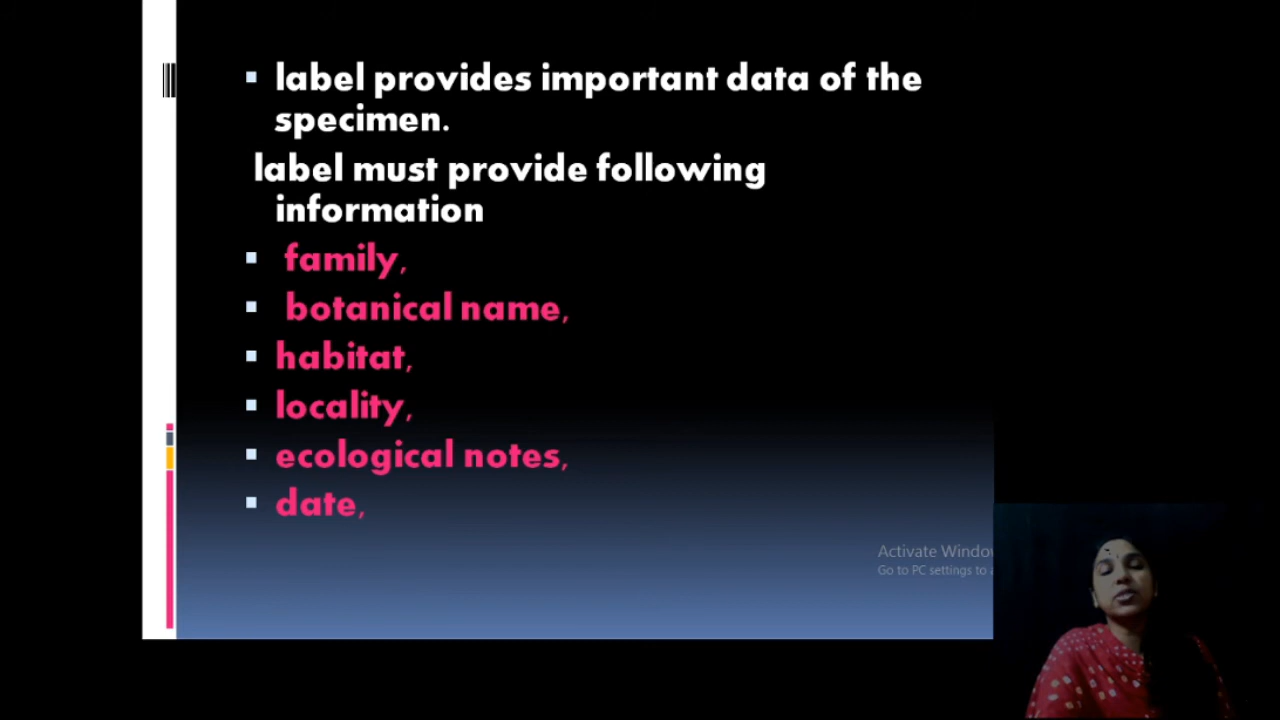 label provides important data of the
specimen.
label must provide following
information
family,
botanical name,
habitat,
locality,
ecological notes,
date,
Activate Windo
Go to PC settings to